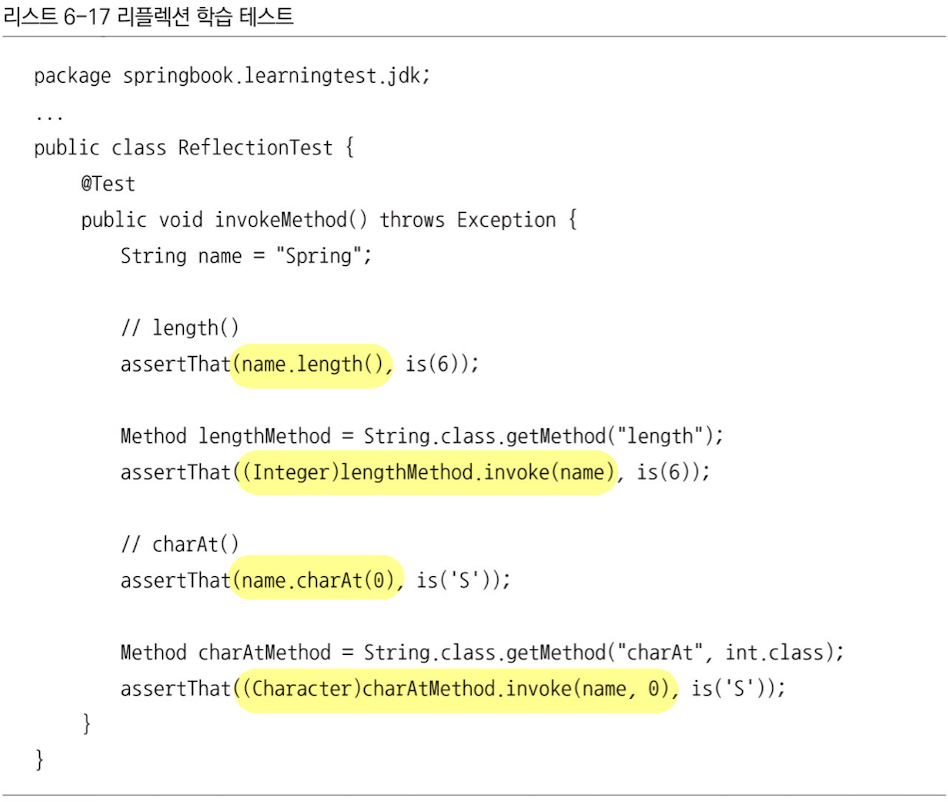 리스트 6-17 리플렉션 학습 테스트
package springbook.learningtest.jdk;
...
public class ReflectionTest {
@Test
public void invokeMethod() throws Exception {
String name = "Spring";
// length()
assertThat(name.length(), is(6));
Method lengthMethod = String.class.getMethod("length");
assertThat((Integer)lengthMethod.invoke(name), is(6));
// charAt()
assertThat(name.charAt(0), is('S'));
Method charAtMethod = String.class.getMethod("charAt", int.class);
assertThat((Character)charAtMethod.invoke(name, 0), is('S'));
}
}